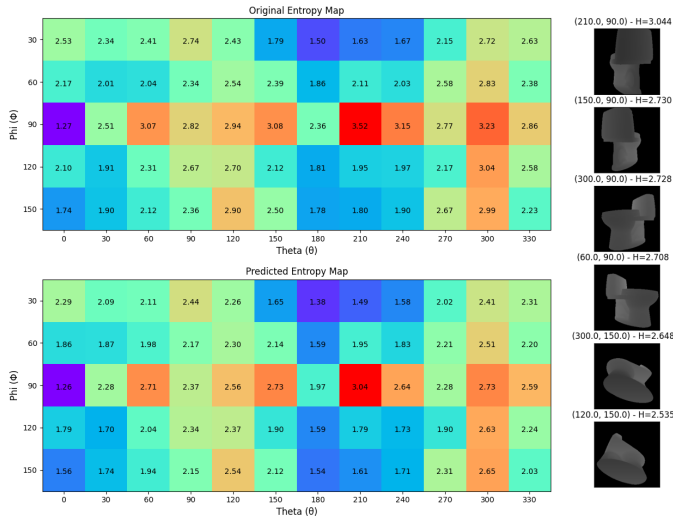 Original Entropy Map
Phi (Φ)
30
2.53 2.34 2.41 2.74 2.43 1.79 1.50 1.63 1.67 2.15 2.72 2.63
60
2.17 2.01 2.04 2.34 2.54 2.39 1.86 2.11 2.03 2.58 2.83 2.38
90
1.27 2.51 3.07 2.82 2.94 3.08 2.36 3.52 3.15 2.77 3.23 2.86
120
2.10 1.91 2.31 2.67 2.70 2.12 1.81 1.95 1.97 2.17 3.04 2.58
150
1.74 1.90 2.12 2.36 2.90 2.50 1.78 1.80 1.90 2.67 2.99 2.23
0 30 60 90 120 150 180 210 240 270 300 330
Theta (θ)
Predicted Entropy Map
Phi (Φ)
30
2.29 2.09 2.11 2.44 2.26 1.65 1.38 1.49 1.58 2.02 2.41 2.31
60
1.86 1.87 1.98 2.17 2.30 2.14 1.59 1.95 1.83 2.21 2.51 2.20
90
1.26 2.28 2.71 2.37 2.56 2.73 1.97 3.04 2.64 2.28 2.73 2.59
120
1.79 1.70 2.04 2.34 2.37 1.90 1.59 1.79 1.73 1.90 2.63 2.24
150
1.56 1.74 1.94 2.15 2.54 2.12 1.54 1.61 1.71 2.31 2.65 2.03
0 30 60 90 120 150 180 210 240 270 300 330
Theta (θ)
(210.0, 90.0) - H=3.044
(150.0, 90.0) - H=2.730
(300.0, 90.0) - H=2.728
(60.0, 90.0) - H=2.708
(300.0, 150.0) - H=2.648
(120.0, 150.0) - H=2.535